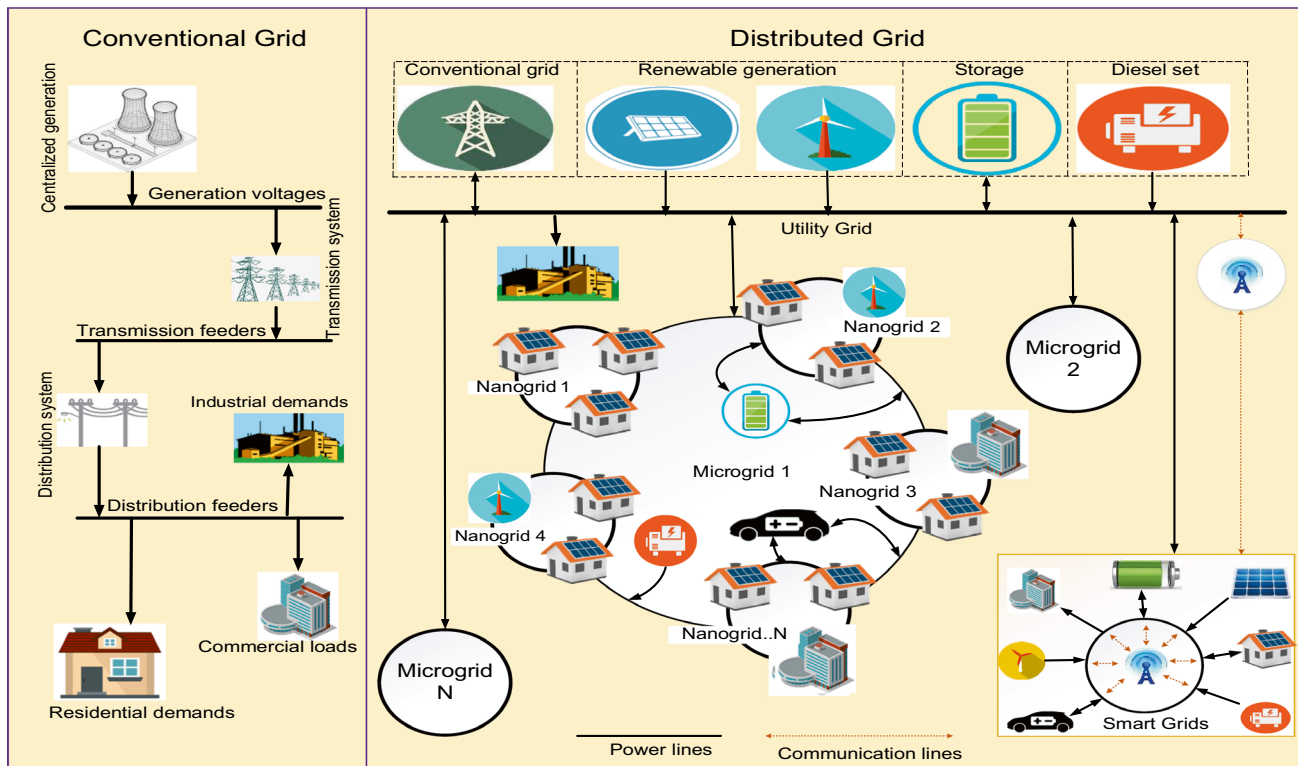 Conventional Grid
Centralized generation
Generation voltages
Transmission system
Transmission feeders
Distribution system
Industrial demands
Distribution feeders
Commercial loads
Residential demands
Distributed Grid
Conventional grid
Renewable generation
Storage
Diesel set
Utility Grid
Nanogrid 2
Nanogrid 1
Microgrid
2
Microgrid 1
Nanogrid 3
Nanogrid 4
Nanogrid..N
Microgrid
N
Smart Grids
Power lines
Communication lines